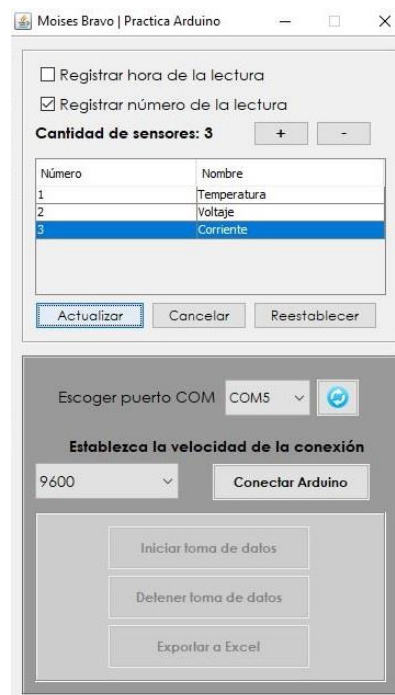 Moises Bravo | Practica Arduino
Registrar hora de la lectura
Registrar número de la lectura
Cantidad de sensores: 3 + -
Número Nombre
1 Temperatura
2 Voltaje
3 Corriente
Actualizar Cancelar Reestablecer
Escoger puerto COM COM5
Establezca la velocidad de la conexión
9600 Conectar Arduino
Iniciar toma de datos
Detener toma de datos
Exportar a Excel